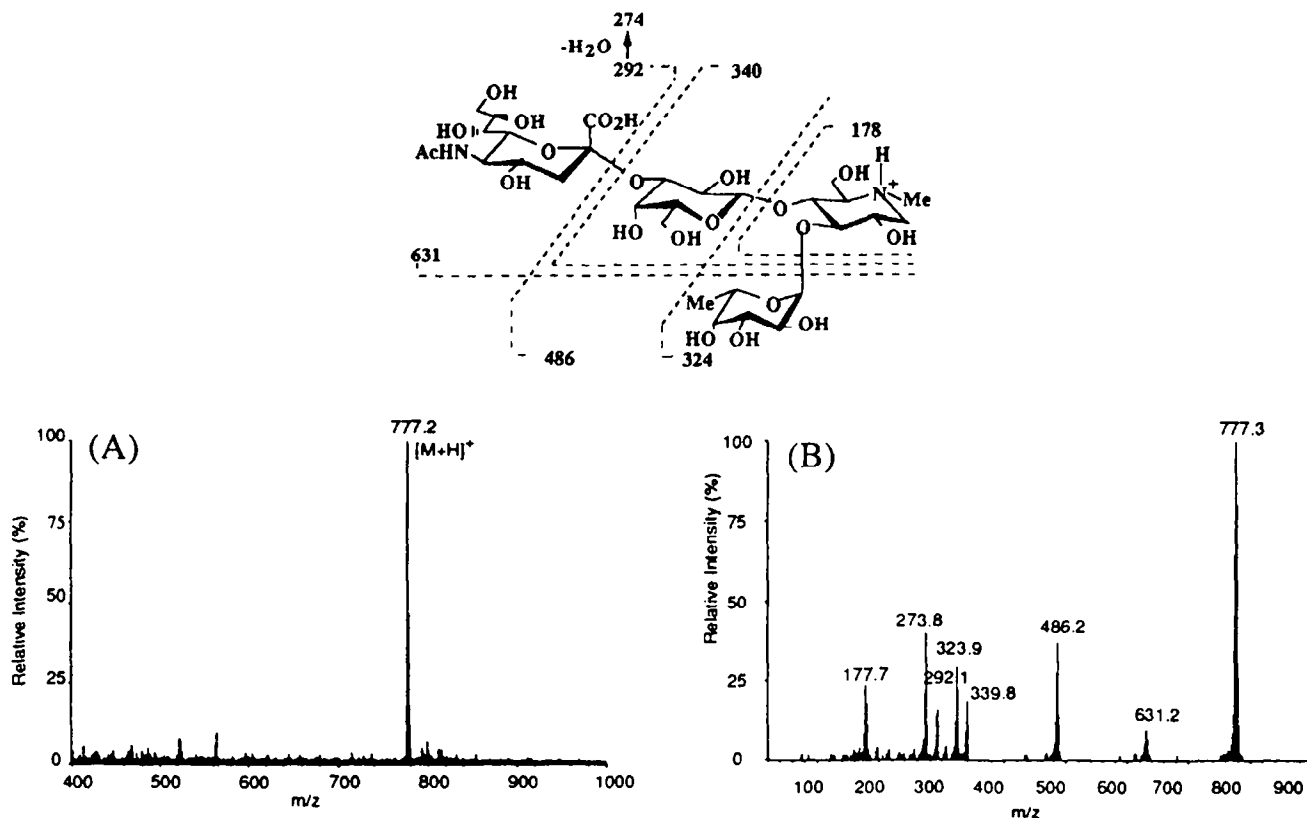 274
-H2O
292
340
178
OH
HO
OH
AcHN
OH
O
CO2H
O
OH
HO
OH
O
O
OH
H
N+
Me
OH
O
631
Me
O
OH
HO
OH
486
324
(A)
777.2
[M+H]+
100
75
50
25
0
Relative Intensity (%)
400
500
600
700
800
900
1000
m/z
(B)
777.3
100
75
50
25
0
Relative Intensity (%)
177.7
273.8
292.1
323.9
339.8
486.2
631.2
100
200
300
400
500
600
700
800
900
m/z